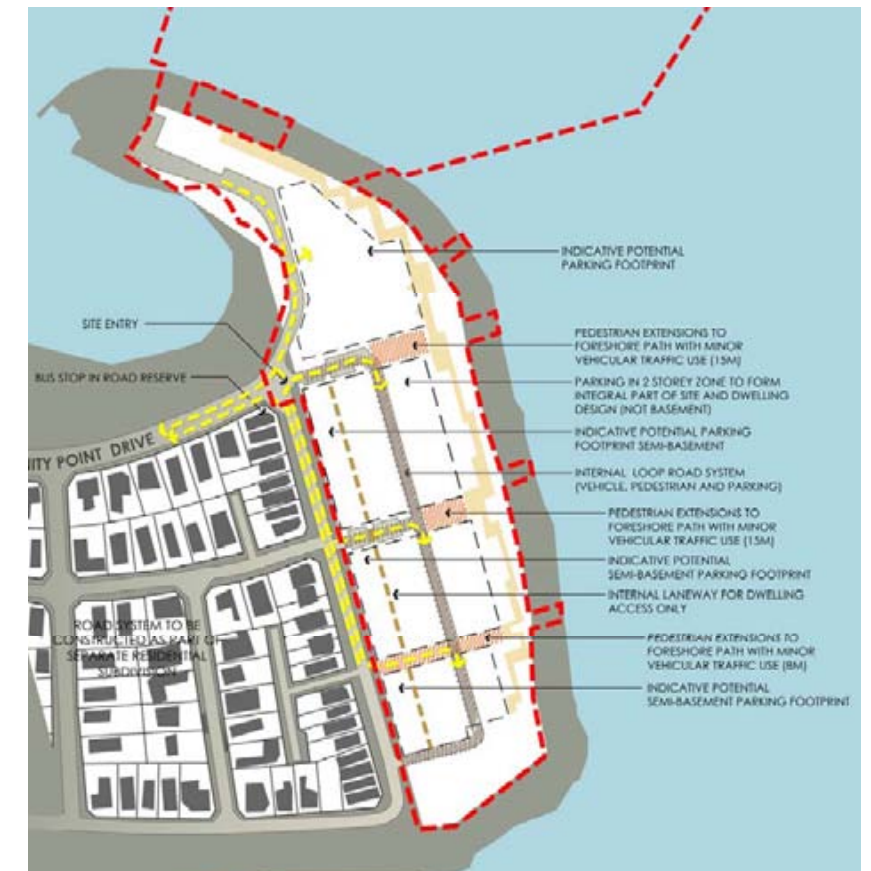 INDICATIVE POTENTIAL
PARKING FOOTPRINT
SITE ENTRY
BUS STOP IN ROAD RESERVE
PEDESTRIAN EXTENSIONS TO
FORESHORE PATH WITH MINOR
VEHICULAR TRAFFIC USE (15M)
PARKING IN 2 STOREY ZONE TO FORM
INTEGRAL PART OF SITE AND DWELLING
DESIGN (NOT BASEMENT)
INDICATIVE POTENTIAL PARKING
FOOTPRINT SEMI-BASEMENT
INTERNAL LOOP ROAD SYSTEM
(VEHICLE, PEDESTRIAN AND PARKING)
PEDESTRIAN EXTENSIONS TO
FORESHORE PATH WITH MINOR
VEHICULAR TRAFFIC USE (15M)
INDICATIVE POTENTIAL
SEMI-BASEMENT PARKING FOOTPRINT
INTERNAL LANEWAY FOR DWELLING
ACCESS ONLY
PEDESTRIAN EXTENSIONS TO
FORESHORE PATH WITH MINOR
VEHICULAR TRAFFIC USE (8M)
INDICATIVE POTENTIAL
SEMI-BASEMENT PARKING FOOTPRINT
NITY POINT DRIVE
ROAD SYSTEM TO BE
CONSTRUCTED AS PART OF
SEPARATE RESIDENTIAL
SUBDIVISION